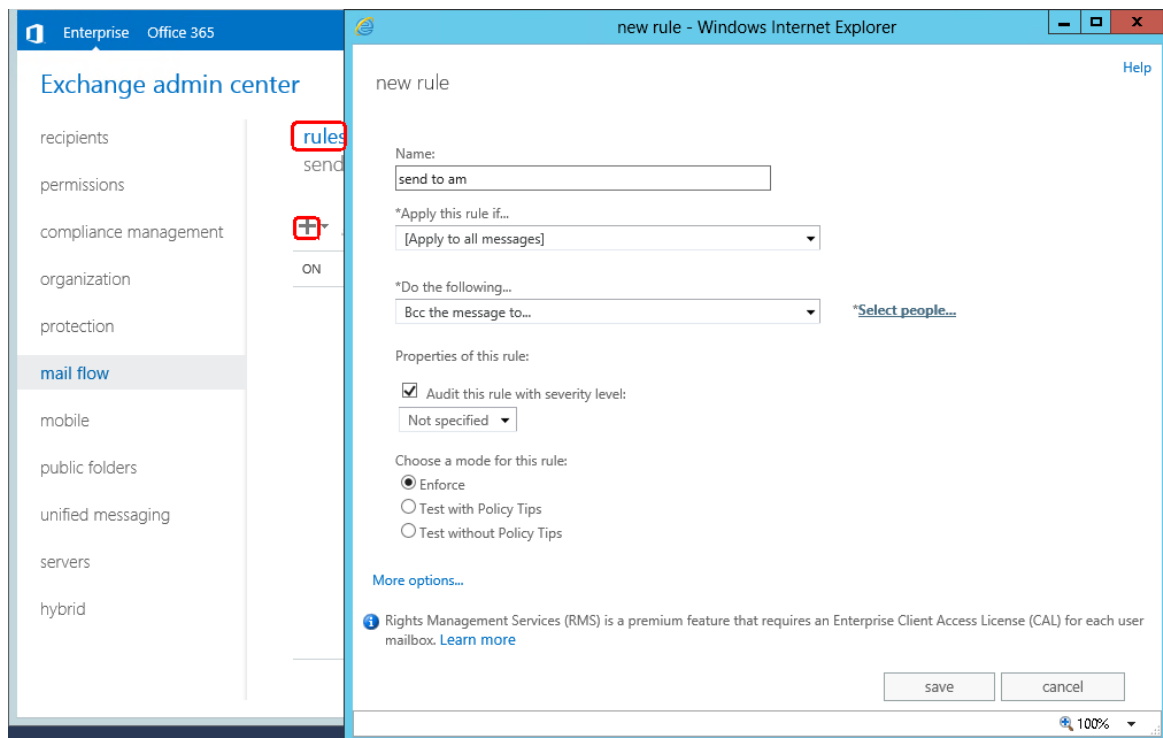 Enterprise Office 365
Exchange admin center
recipients
permissions
compliance management
organization
protection
mail flow
mobile
public folders
unified messaging
servers
hybrid
rules
send
ON
new rule - Windows Internet Explorer
Help
new rule
Name:
send to am
*Apply this rule if...
[Apply to all messages]
*Do the following...
Bcc the message to...
*Select people...
Properties of this rule:
Audit this rule with severity level:
Not specified
Choose a mode for this rule:
Enforce
Test with Policy Tips
Test without Policy Tips
More options...
Rights Management Services (RMS) is a premium feature that requires an Enterprise Client Access License (CAL) for each user
mailbox. Learn more
save cancel
100%